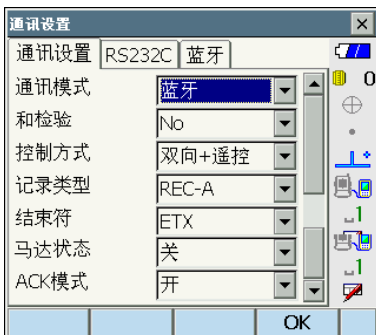 通讯设置
通讯设置 RS232C 蓝牙
通讯模式 蓝牙
0
和检验 No
控制方式 双向+遥控
记录类型 REC-A
结束符 ETX
1
马达状态 关
1
ACK模式 开
OK